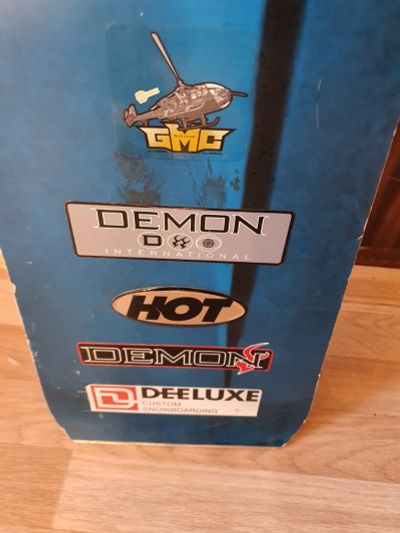 GMC
DEMON
D
INTERNATIONAL
HOT
DEMON
DEELUXE
CUSTOM
SNOWBOARDING